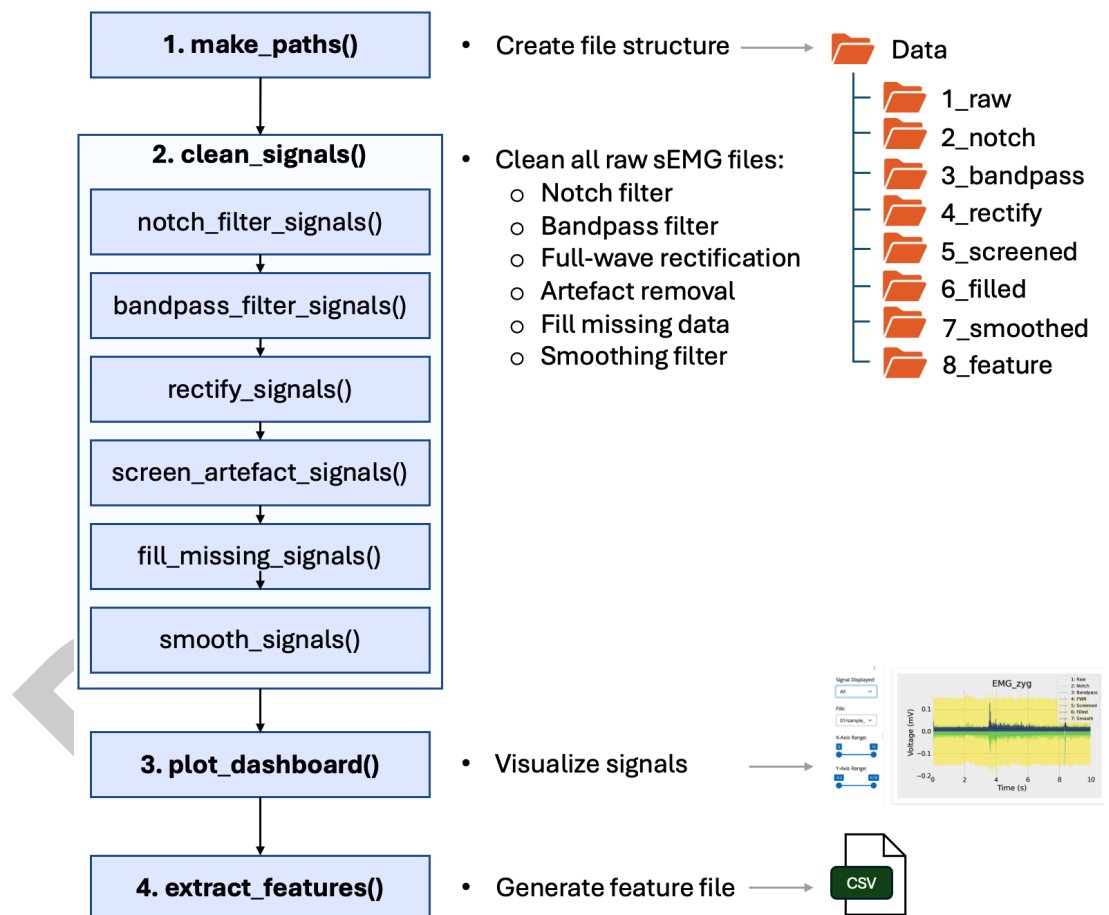 1. make_paths()
• Create file structure
Data
1_raw
2_notch
3_bandpass
4_rectify
5_screened
6_filled
7_smoothed
8_feature
2. clean_signals()
notch_filter_signals()
bandpass_filter_signals()
rectify_signals()
screen_artefact_signals()
fill_missing_signals()
smooth_signals()
• Clean all raw sEMG files:
o Notch filter
o Bandpass filter
o Full-wave rectification
o Artefact removal
o Fill missing data
o Smoothing filter
3. plot_dashboard()
• Visualize signals
Signal Displayed:
All
File:
X-Axis Range:
Y-Axis Range:
EMG_zyg
1: Raw
2: Notch
3: Bandpass
4: FWR
5: Screened
6: Filled
7: Smooth
Voltage (mV)
0.1
0.0
−0.1
−0.2
0 2 4 6 8 10
Time (s)
4. extract_features()
• Generate feature file
CSV